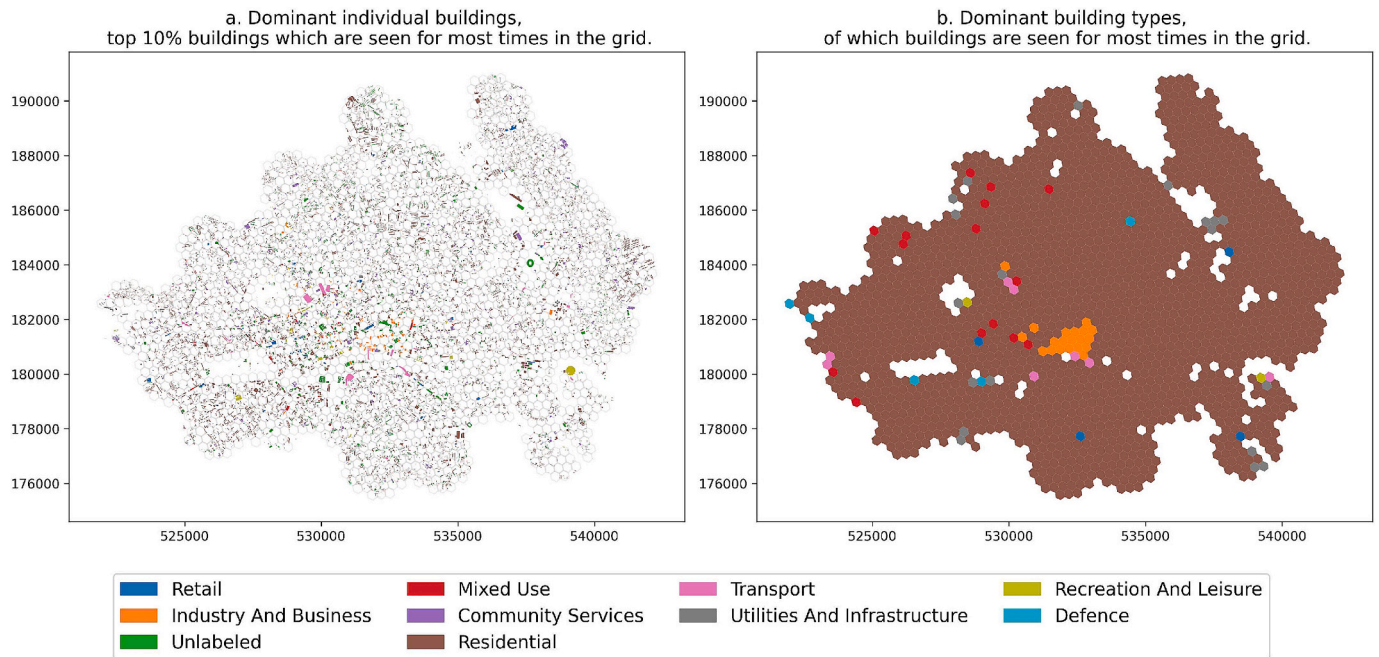 a. Dominant individual buildings,
top 10% buildings which are seen for most times in the grid.
190000
188000
186000
184000
182000
180000
178000
176000
525000 530000 535000 540000
b. Dominant building types,
of which buildings are seen for most times in the grid.
190000
188000
186000
184000
182000
180000
178000
176000
525000 530000 535000 540000
Retail Mixed Use Transport Recreation And Leisure
Industry And Business Community Services Utilities And Infrastructure Defence
Unlabeled Residential